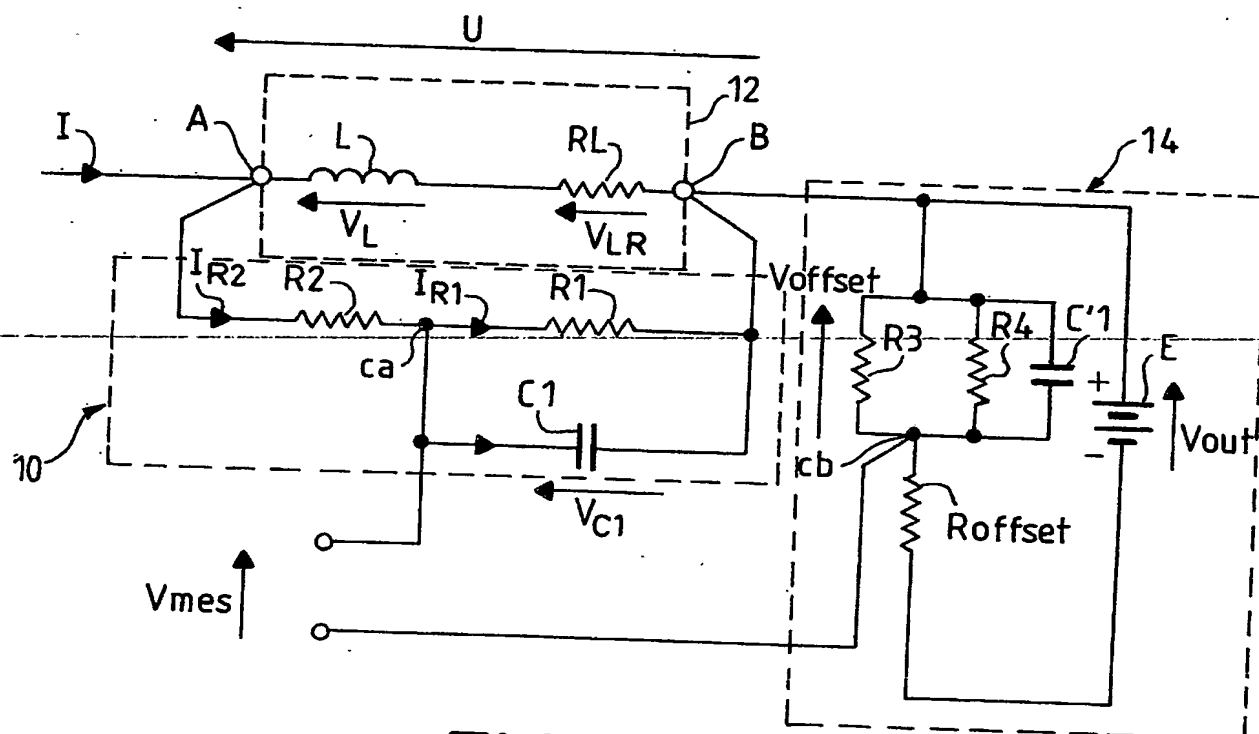 U
12
I
A
L
RL
B
14
VL
VLR
IR2
R2
IR1
R1
Voffset
ca
R3
R4
C'1
E
+
C1
-
Vout
10
cb
VC1
Roffset
Vmes